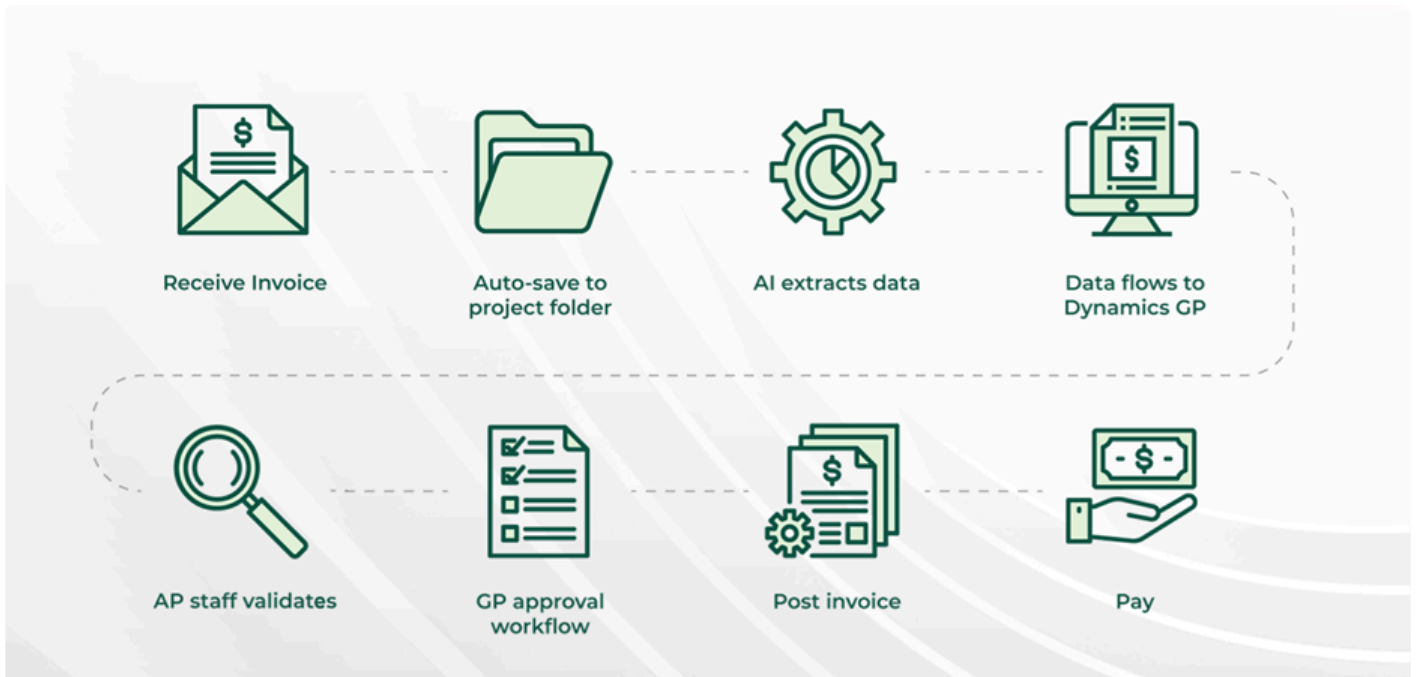 Receive Invoice
Auto-save to
project folder
AI extracts data
Data flows to
Dynamics GP
AP staff validates
GP approval
workflow
Post invoice
Pay